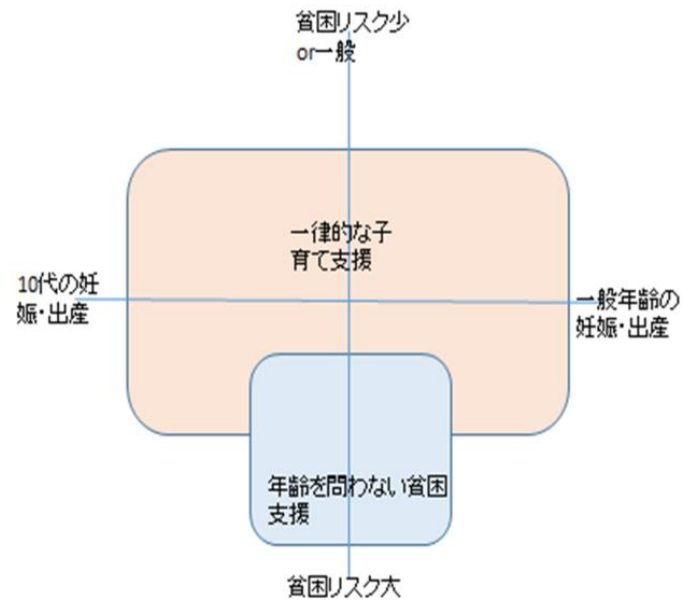 貧困リスク少
or一般
一律的な子
育て支援
10代の妊
娠・出産
一般年齢の
妊娠・出産
年齢を問わない貧困
支援
貧困リスク大